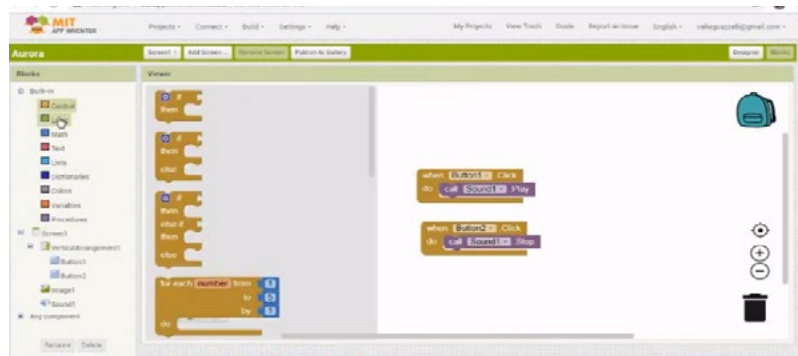 MIT
APP INVENTOR
Projects
Connect
Build
Settings
Help
My Projects
View Trash
Guide
Report an Issue
English
Aurora
Screen1
Add Screen ...
Remove Screen
Publish to Gallery
Designer
Blocks
Blocks
Viewer
Built-in
Control
Logic
Math
Text
Lists
Dictionaries
Colors
Variables
Procedures
Screen1
VerticalArrangement1
Button1
Button2
Image1
Sound1
Any component
Rename
Delete
if
then
if
then
else
if
then
else if
then
else
for each number from 1
to 5
by 1
do
when Button1 .Click
do call Sound1 .Play
when Button2 .Click
do call Sound1 .Stop